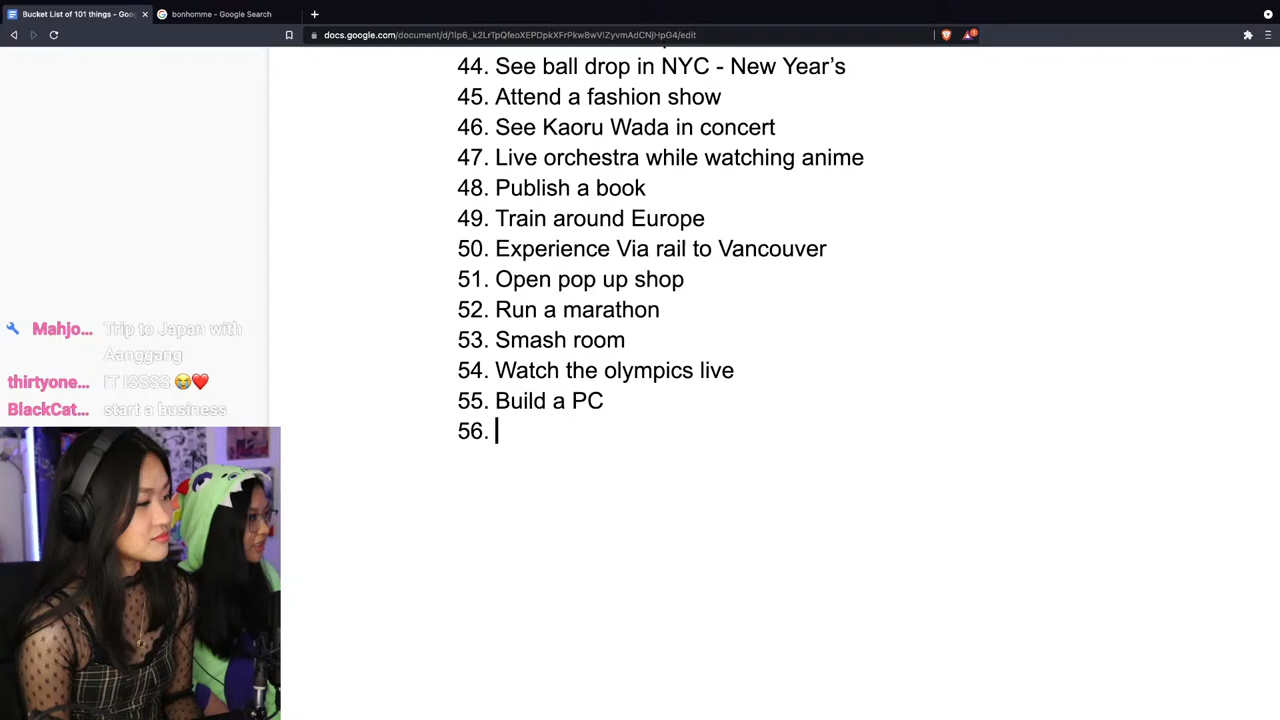 Bucket List of 101 things - Goo
bonhomme - Google Search
docs.google.com/document/d/1lp6_k2LrTpQfeoXEPDpkXFrPkw8wVlZyvmAdCNjHpG4/edit
44. See ball drop in NYC - New Year’s
45. Attend a fashion show
46. See Kaoru Wada in concert
47. Live orchestra while watching anime
48. Publish a book
49. Train around Europe
50. Experience Via rail to Vancouver
51. Open pop up shop
52. Run a marathon
53. Smash room
54. Watch the olympics live
55. Build a PC
56.
Mahjo... Trip to Japan with
Aanggang
thirtyone... IT ISSSS 😭❤️
BlackCat... start a business